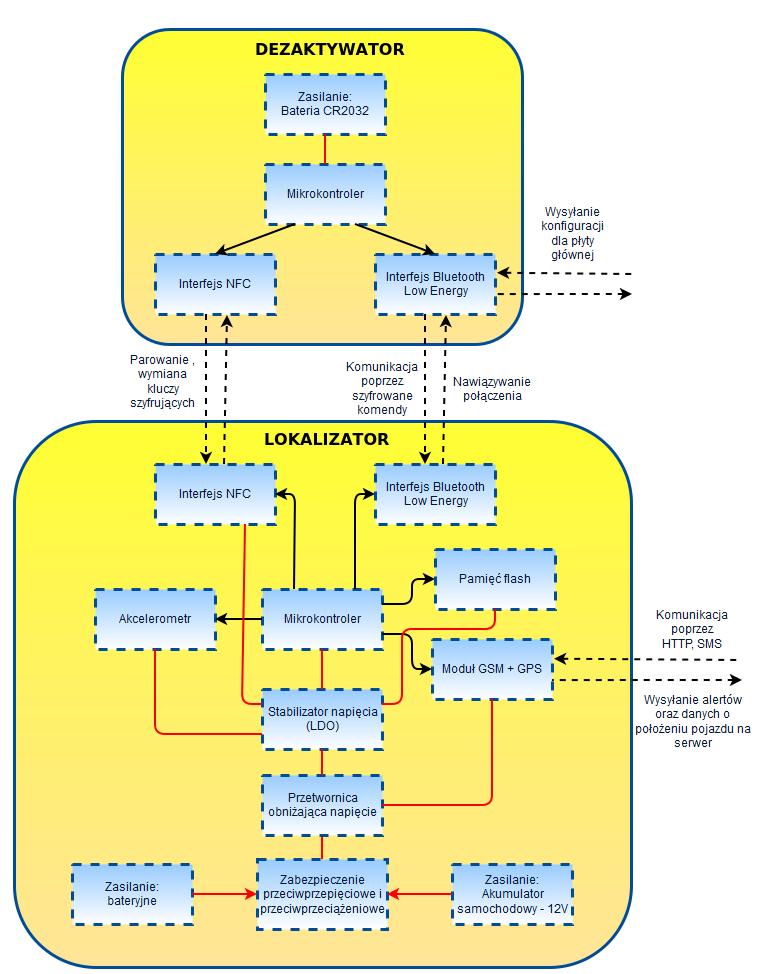 DEZAKTYWATOR
Zasilanie:
Bateria CR2032
Mikrokontroler
Interfejs NFC
Interfejs Bluetooth
Low Energy
Wysyłanie
konfiguracji
dla płyty
głównej
Parowanie ,
wymiana
kluczy
szyfrujących
Komunikacja
poprzez
szyfrowane
komendy
Nawiązywanie
połączenia
LOKALIZATOR
Interfejs NFC
Interfejs Bluetooth
Low Energy
Pamięć flash
Akcelerometr
Mikrokontroler
Moduł GSM + GPS
Komunikacja
poprzez
HTTP, SMS
Wysyłanie alertów
oraz danych o
położeniu pojazdu na
serwer
Stabilizator napięcia
(LDO)
Przetwornica
obniżająca napięcie
Zasilanie:
bateryjne
Zabezpieczenie
przeciwprzepięciowe i
przeciwprzeciążeniowe
Zasilanie:
Akumulator
samochodowy - 12V